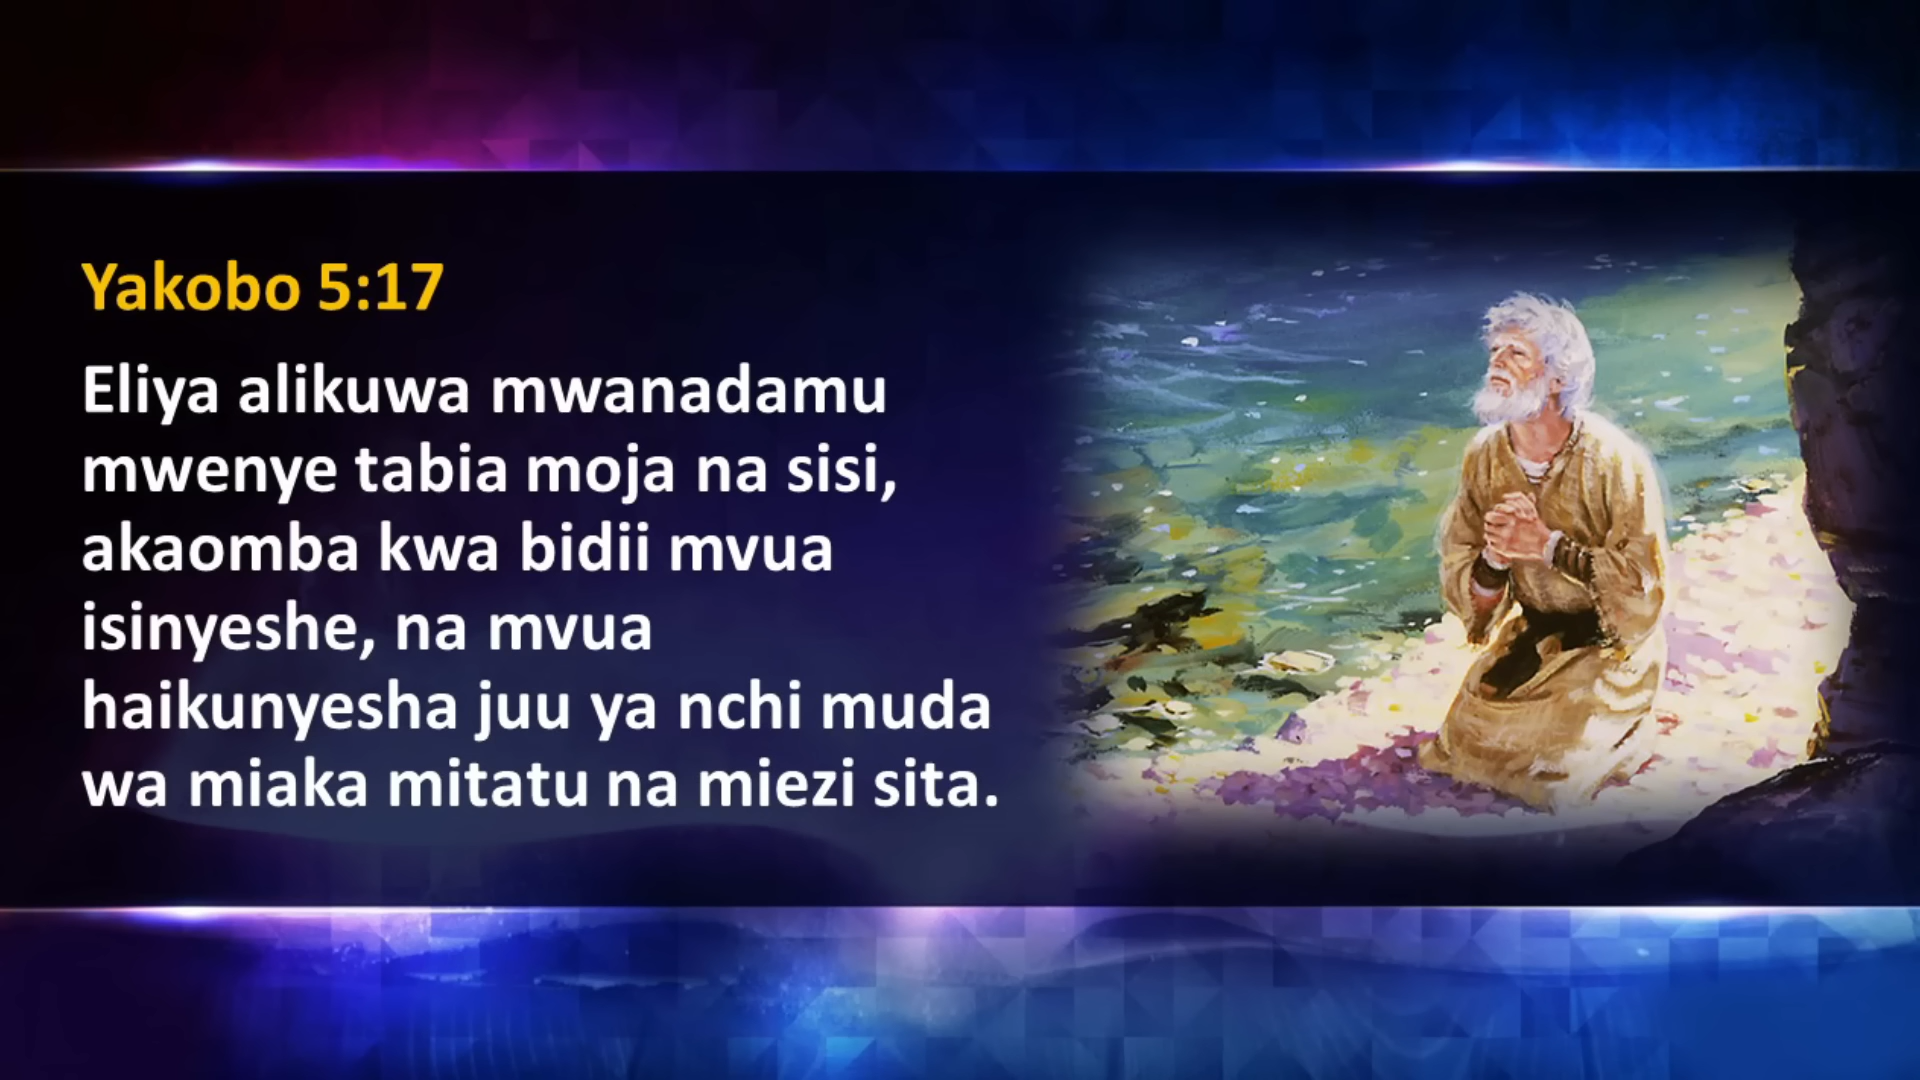 Yakobo 5:17
Eliya alikuwa mwanadamu
mwenye tabia moja na sisi,
akaomba kwa bidii mvua
isinyeshe, na mvua
haikunyesha juu ya nchi muda
wa miaka mitatu na miezi sita.